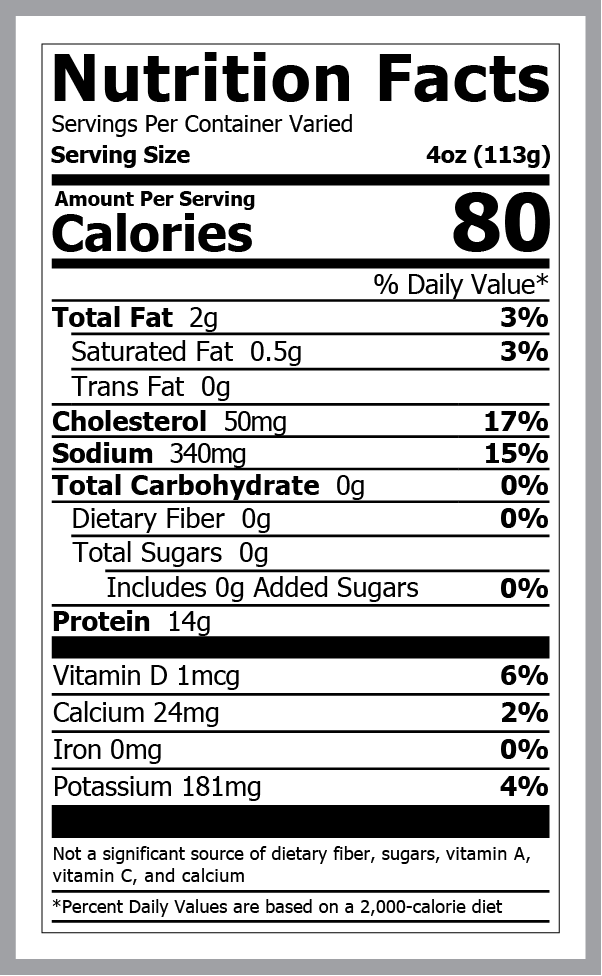 Nutrition Facts
Servings Per Container Varied
Serving Size 4oz (113g)
Amount Per Serving
Calories 80
% Daily Value*
Total Fat 2g 3%
Saturated Fat 0.5g 3%
Trans Fat 0g
Cholesterol 50mg 17%
Sodium 340mg 15%
Total Carbohydrate 0g 0%
Dietary Fiber 0g 0%
Total Sugars 0g
Includes 0g Added Sugars 0%
Protein 14g
Vitamin D 1mcg 6%
Calcium 24mg 2%
Iron 0mg 0%
Potassium 181mg 4%
Not a significant source of dietary fiber, sugars, vitamin A,
vitamin C, and calcium
*Percent Daily Values are based on a 2,000-calorie diet